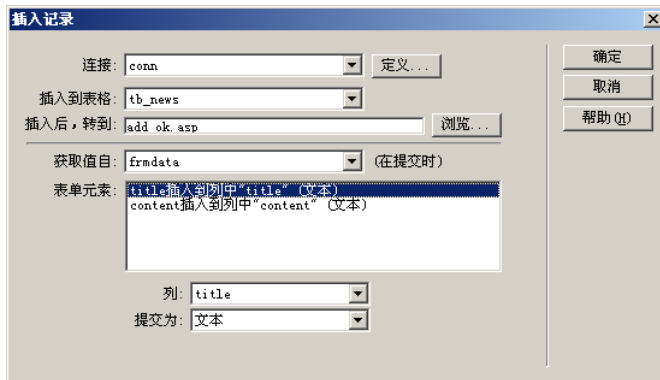 插入记录
连接: conn 定义... 确定
插入到表格: tb_news 取消
插入后，转到: add_ok.asp 浏览... 帮助(H)
获取值自: frmdata (在提交时)
表单元素: title插入到列中"title" (文本)
content插入到列中"content" (文本)
列: title
提交为: 文本